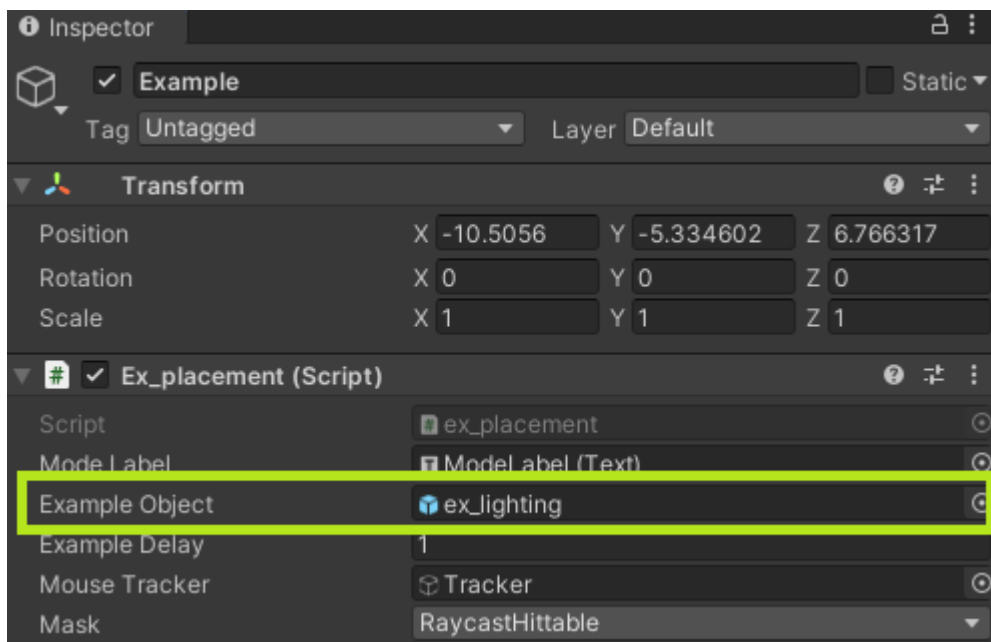 Inspector
Example Static
Tag Untagged Layer Default
Transform
Position X -10.5056 Y -5.334602 Z 6.766317
Rotation X 0 Y 0 Z 0
Scale X 1 Y 1 Z 1
# Ex_placement (Script)
Script # ex_placement
Mode Label ModeLabel (Text)
Example Object ex_lighting
Example Delay 1
Mouse Tracker Tracker
Mask RaycastHittable